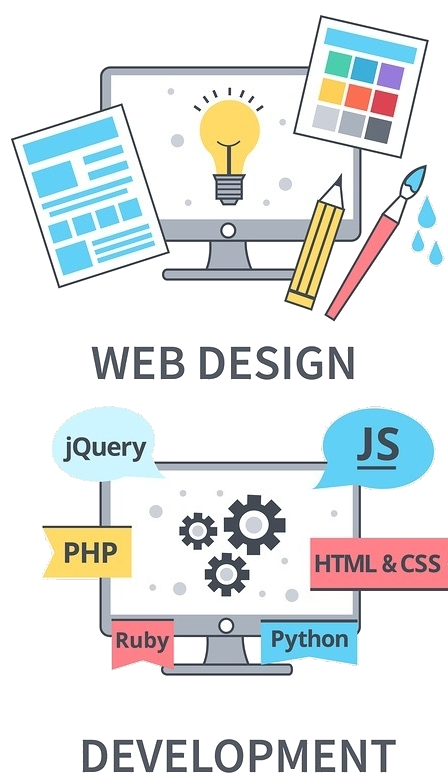 WEB DESIGN
jQuery
JS
PHP
HTML & CSS
Ruby
Python
DEVELOPMENT